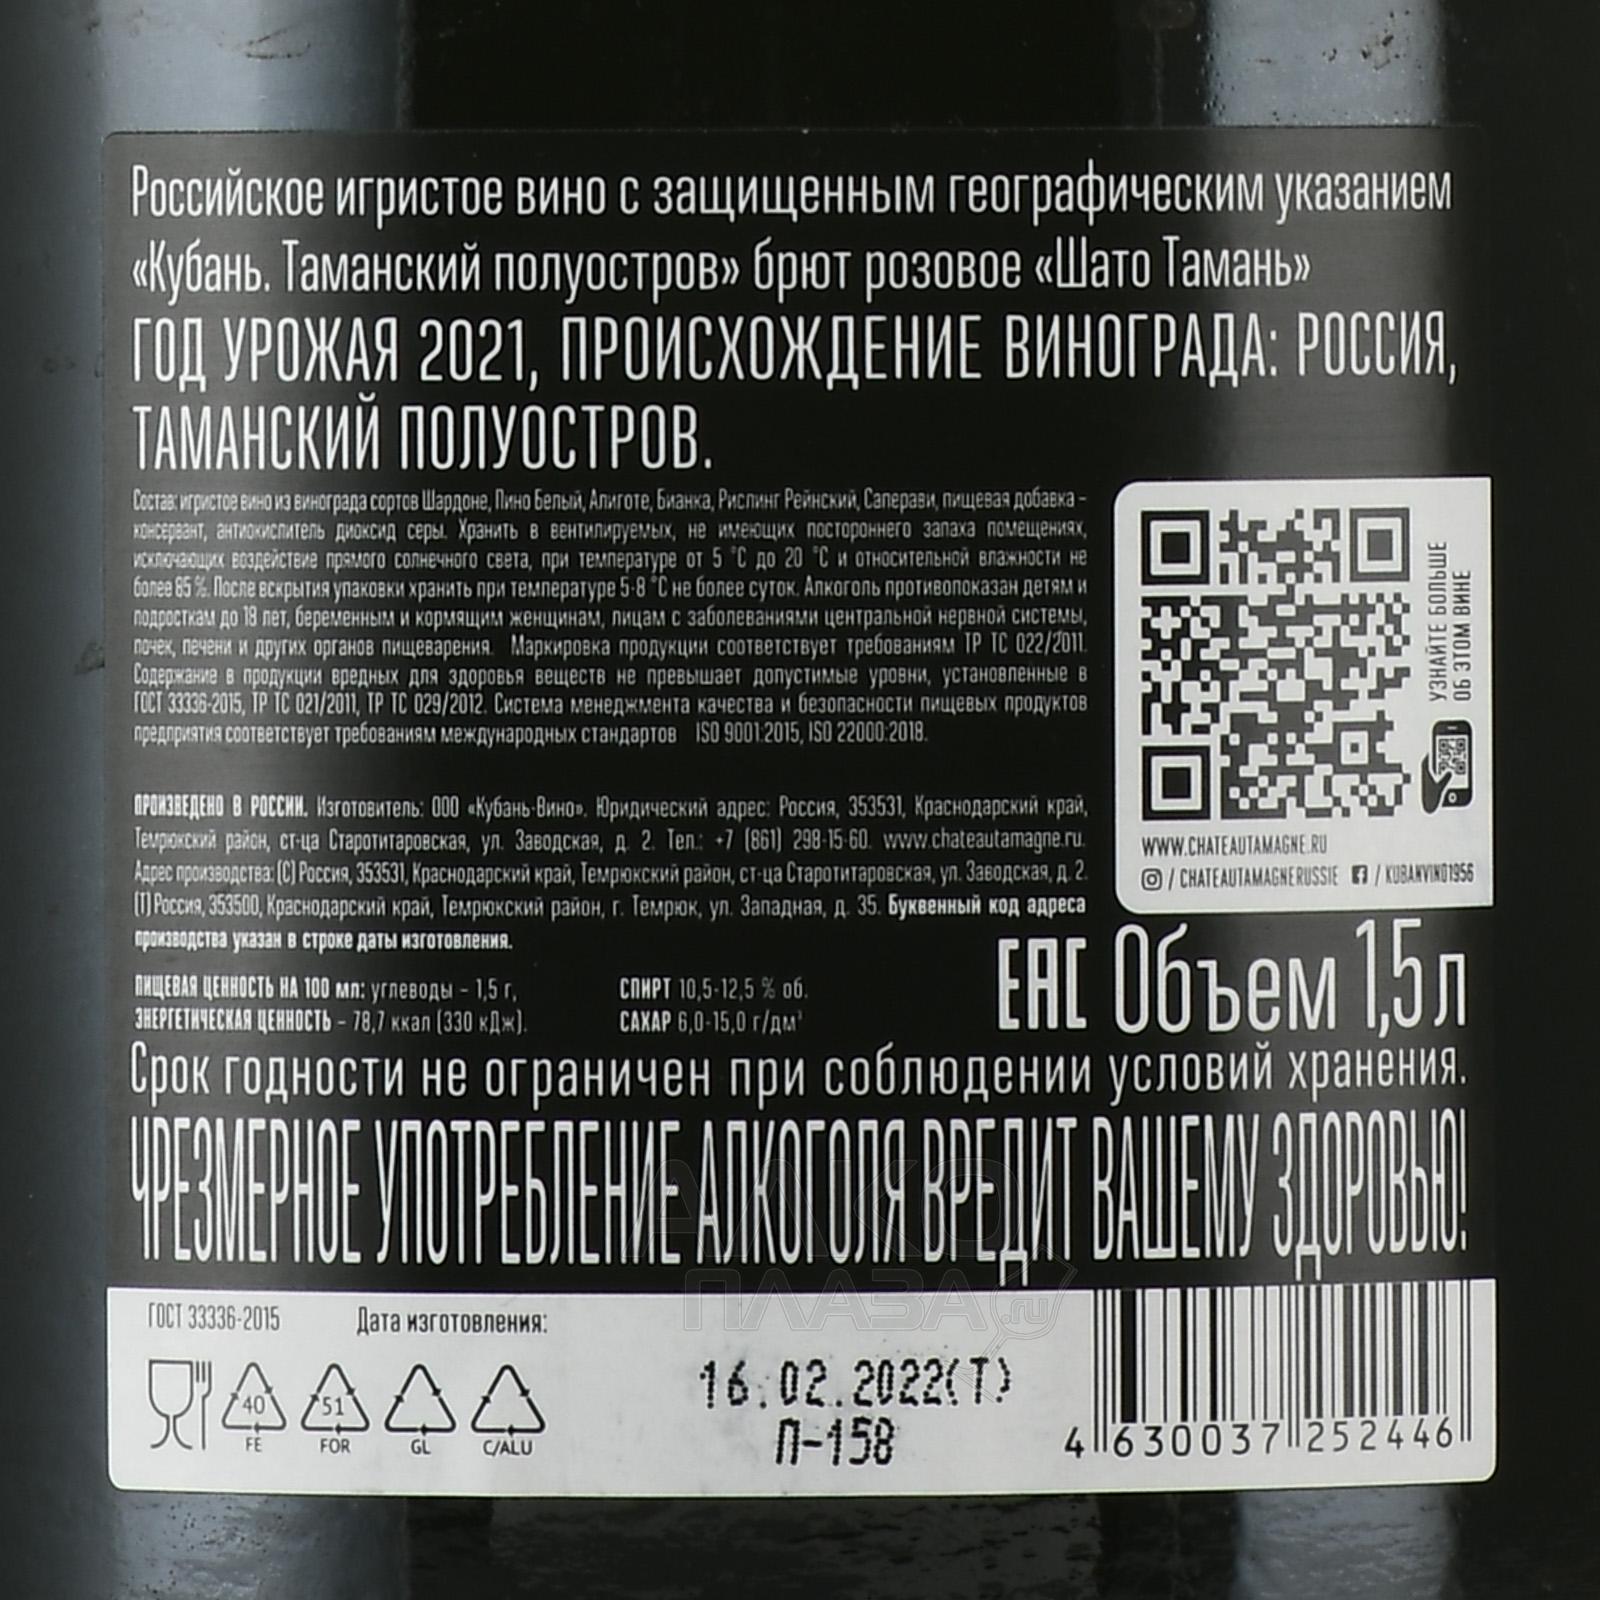 Российское игристое вино с защищенным географическим указанием
«Кубань. Таманский полуостров» брют розовое «Шато Тамань»
ГОД УРОЖАЯ 2021, ПРОИСХОЖДЕНИЕ ВИНОГРАДА: РОССИЯ,
ТАМАНСКИЙ ПОЛУОСТРОВ.
Состав: игристое вино из винограда сортов Шардоне, Пино Белый, Алиготе, Бианка, Рислинг Рейнский, Саперави, пищевая добавка –
консервант, антиокислитель диоксид серы. Хранить в вентилируемых, не имеющих постороннего запаха помещениях,
исключающих воздействие прямого солнечного света, при температуре от 5 °С до 20 °С и относительной влажности не
более 85 %. После вскрытия упаковки хранить при температуре 5-8 °С не более суток. Алкоголь противопоказан детям и
подросткам до 18 лет, беременным и кормящим женщинам, лицам с заболеваниями центральной нервной системы,
почек, печени и других органов пищеварения. Маркировка продукции соответствует требованиям ТР ТС 022/2011.
Содержание в продукции вредных для здоровья веществ не превышает допустимые уровни, установленные в
ГОСТ 33336-2015, ТР ТС 021/2011, ТР ТС 029/2012. Система менеджмента качества и безопасности пищевых продуктов
предприятия соответствует требованиям международных стандартов ISO 9001:2015, ISO 22000:2018.
УЗНАЙТЕ БОЛЬШЕ
ОБ ЭТОМ ВИНЕ
WWW.CHATEAUTAMAGNE.RU
/ CHATEAUTAMAGNERUSSIE / KUBANVINO1956
ПРОИЗВЕДЕНО В РОССИИ. Изготовитель: ООО «Кубань-Вино». Юридический адрес: Россия, 353531, Краснодарский край,
Темрюкский район, ст-ца Старотитаровская, ул. Заводская, д. 2. Тел.: +7 (861) 298-15-60. www.chateautamagne.ru.
Адрес производства: (С) Россия, 353531, Краснодарский край, Темрюкский район, ст-ца Старотитаровская, ул. Заводская, д. 2.
(Т) Россия, 353500, Краснодарский край, Темрюкский район, г. Темрюк, ул. Западная, д. 35. Буквенный код адреса
производства указан в строке даты изготовления.
ПИЩЕВАЯ ЦЕННОСТЬ НА 100 мл: углеводы – 1,5 г,
ЭНЕРГЕТИЧЕСКАЯ ЦЕННОСТЬ – 78,7 ккал (330 кДж).
СПИРТ 10,5-12,5 % об.
САХАР 6,0-15,0 г/дм³
EAC Объем 1,5 л
Срок годности не ограничен при соблюдении условий хранения.
ЧРЕЗМЕРНОЕ УПОТРЕБЛЕНИЕ АЛКОГОЛЯ ВРЕДИТ ВАШЕМУ ЗДОРОВЬЮ!
АЛКО
ПЛАЗА .ru
ГОСТ 33336-2015 Дата изготовления:
16.02.2022(Т)
П-158
40 51
FE FOR GL C/ALU
4 630037 252446